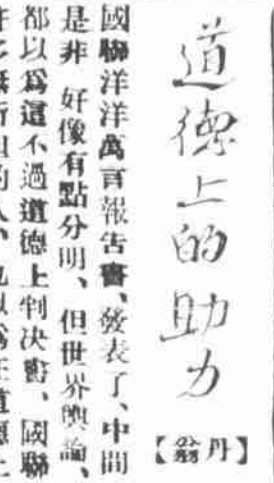 道德上的助力
【丹翁】
國聯洋洋萬言報告書、發表了、中間
是非　好像有點分明、但世界輿論、
都以爲這不過道德上判决書、國聯